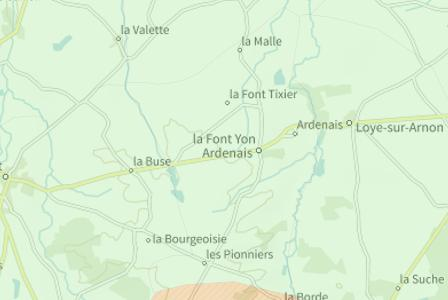 la Valette
la Malle
la Font Tixier
Ardenais
Loye-sur-Arnon
la Font Yon
Ardenais
la Buse
la Bourgeoisie
les Pionniers
la Suche
la Borde